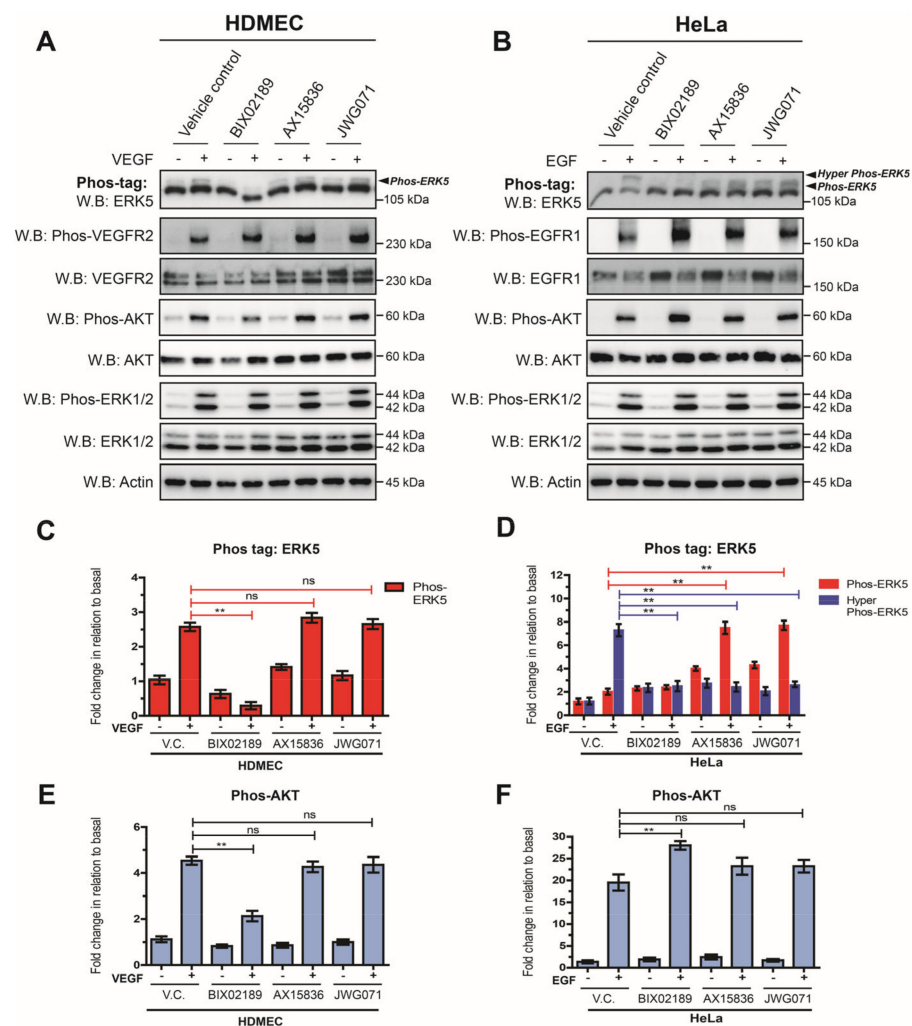 HDMEC
A
Vehicle control
BIX02189
AX15836
JWG071
VEGF - + - + - + - +
Phos-tag:
W.B: ERK5
Phos-ERK5
105 kDa
W.B: Phos-VEGFR2
230 kDa
W.B: VEGFR2
230 kDa
W.B: Phos-AKT
60 kDa
W.B: AKT
60 kDa
W.B: Phos-ERK1/2
44 kDa
42 kDa
W.B: ERK1/2
44 kDa
42 kDa
W.B: Actin
45 kDa
HeLa
B
Vehicle control
BIX02189
AX15836
JWG071
EGF - + - + - + - +
Phos-tag:
W.B: ERK5
Hyper Phos-ERK5
Phos-ERK5
105 kDa
W.B: Phos-EGFR1
150 kDa
W.B: EGFR1
150 kDa
W.B: Phos-AKT
60 kDa
W.B: AKT
60 kDa
W.B: Phos-ERK1/2
44 kDa
42 kDa
W.B: ERK1/2
44 kDa
42 kDa
W.B: Actin
45 kDa
C
Phos tag: ERK5
Fold change in relation to basal
4
3
2
1
0
ns
ns
**
Phos-
ERK5
VEGF - + - + - + - +
V.C. BIX02189 AX15836 JWG071
HDMEC
D
Phos tag: ERK5
Fold change in relation to basal
12
10
8
6
4
2
0
**
**
**
**
**
Phos-ERK5
Hyper
Phos-ERK5
EGF - + - + - + - +
V.C. BIX02189 AX15836 JWG071
HeLa
E
Phos-AKT
Fold change in relation to basal
6
4
2
0
ns
ns
**
VEGF - + - + - + - +
V.C. BIX02189 AX15836 JWG071
HDMEC
F
Phos-AKT
Fold change in relation to basal
30
25
20
15
10
5
0
ns
ns
**
EGF - + - + - + - +
V.C. BIX02189 AX15836 JWG071
HeLa